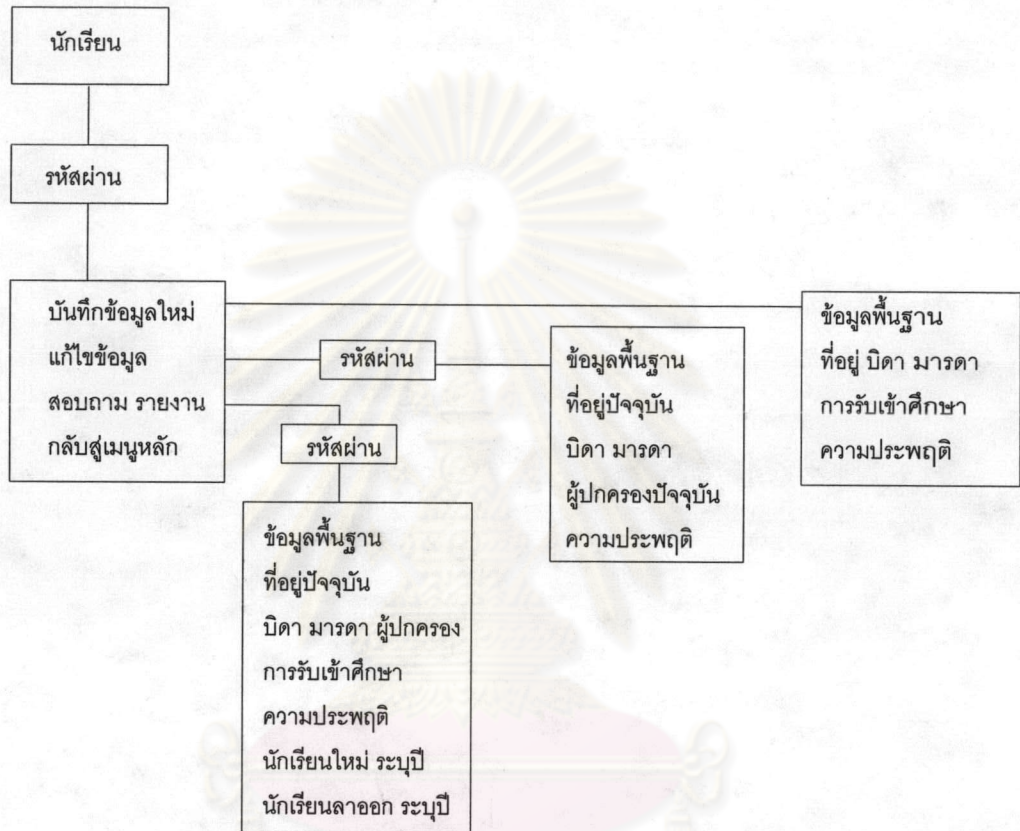 นักเรียน
รหัสผ่าน
บันทึกข้อมูลใหม่
แก้ไขข้อมูล
สอบถาม รายงาน
กลับสู่เมนูหลัก
รหัสผ่าน
รหัสผ่าน
ข้อมูลพื้นฐาน
ที่อยู่ปัจจุบัน
บิดา มารดา
ผู้ปกครองปัจจุบัน
ความประพฤติ
ข้อมูลพื้นฐาน
ที่อยู่ บิดา มารดา
การรับเข้าศึกษา
ความประพฤติ
ข้อมูลพื้นฐาน
ที่อยู่ปัจจุบัน
บิดา มารดา ผู้ปกครอง
การรับเข้าศึกษา
ความประพฤติ
นักเรียนใหม่ ระบุปี
นักเรียนลาออก ระบุปี